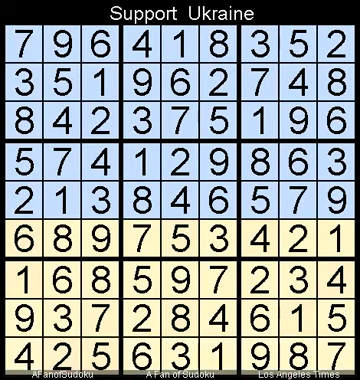 Support Ukraine
7 9 6 4 1 8 3 5 2
3 5 1 9 6 2 7 4 8
8 4 2 3 7 5 1 9 6
5 7 4 1 2 9 8 6 3
2 1 3 8 4 6 5 7 9
6 8 9 7 5 3 4 2 1
1 6 8 5 9 7 2 3 4
9 3 7 2 8 4 6 1 5
4 2 5 6 3 1 9 8 7
AFanofSudoku A Fan of Sudoku Los Angeles Times